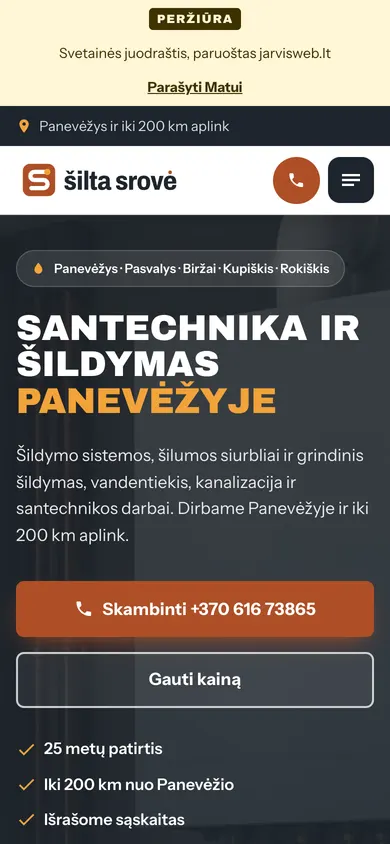 PERŽIŪRA
Svetainės juodraštis, paruoštas jarvisweb.lt
Parašyti Matui
Panevėžys ir iki 200 km aplink
šilta srovė
Panevėžys · Pasvalys · Biržai · Kupiškis · Rokiškis
SANTECHNIKA IR
ŠILDYMAS
PANEVĖŽYJE
Šildymo sistemos, šilumos siurbliai ir grindinis
šildymas, vandentiekis, kanalizacija ir
santechnikos darbai. Dirbame Panevėžyje ir iki
200 km aplink.
Skambinti +370 616 73865
Gauti kainą
25 metų patirtis
Iki 200 km nuo Panevėžio
Išrašome sąskaitas